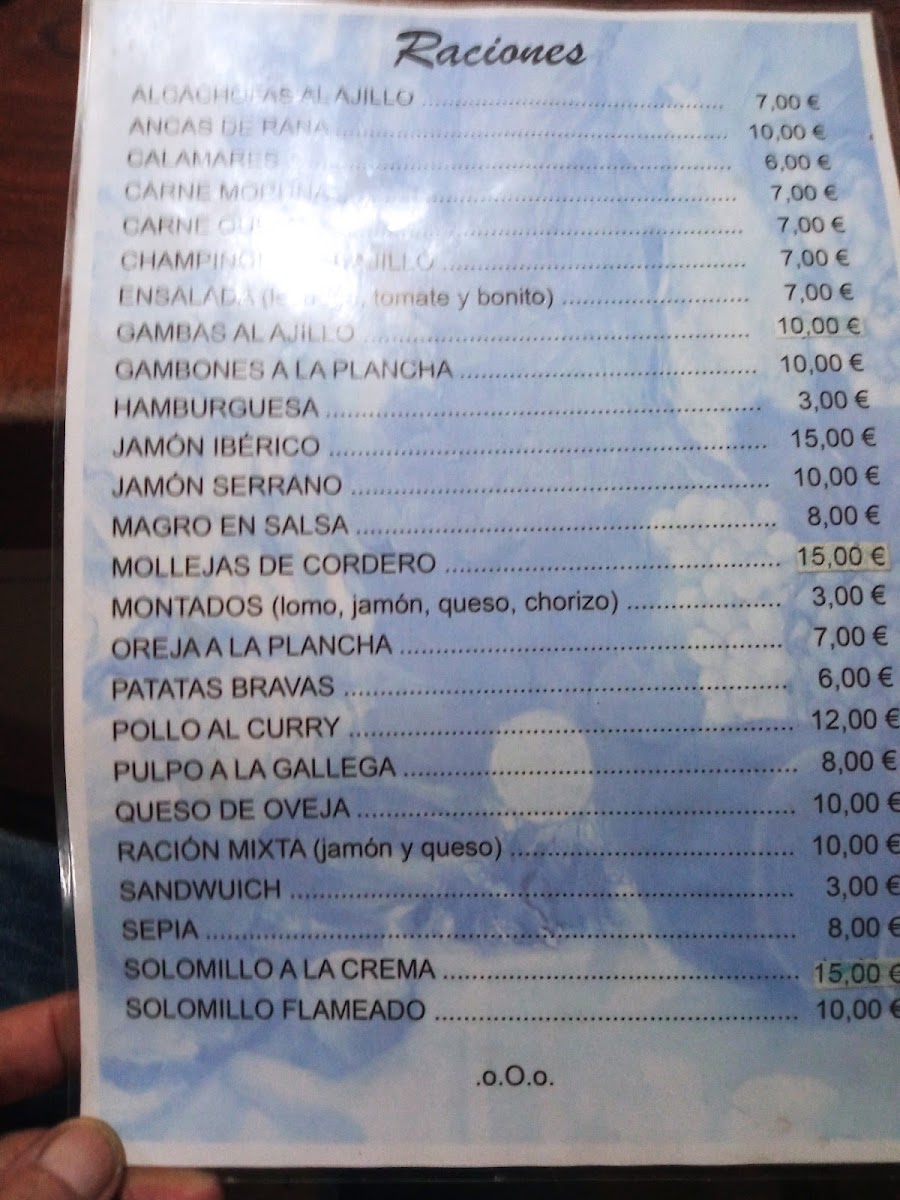 Raciones
ALCACHOFAS AL AJILLO ........ 7,00 €
ANCAS DE RANA ........ 10,00 €
CALAMARES ........ 6,00 €
CARNE MORUNA ........ 7,00 €
CARNE ........ 7,00 €
CHAMPIÑONES AL AJILLO ........ 7,00 €
ENSALADA (lechuga, tomate y bonito) ........ 7,00 €
GAMBAS AL AJILLO ........ 10,00 €
GAMBONES A LA PLANCHA ........ 10,00 €
HAMBURGUESA ........ 3,00 €
JAMÓN IBÉRICO ........ 15,00 €
JAMÓN SERRANO ........ 10,00 €
MAGRO EN SALSA ........ 8,00 €
MOLLEJAS DE CORDERO ........ 15,00 €
MONTADOS (lomo, jamón, queso, chorizo) ........ 3,00 €
OREJA A LA PLANCHA ........ 7,00 €
PATATAS BRAVAS ........ 6,00 €
POLLO AL CURRY ........ 12,00 €
PULPO A LA GALLEGA ........ 8,00 €
QUESO DE OVEJA ........ 10,00 €
RACIÓN MIXTA (jamón y queso) ........ 10,00 €
SANDWUICH ........ 3,00 €
SEPIA ........ 8,00 €
SOLOMILLO A LA CREMA ........ 15,00 €
SOLOMILLO FLAMEADO ........ 10,00 €
.o.O.o.